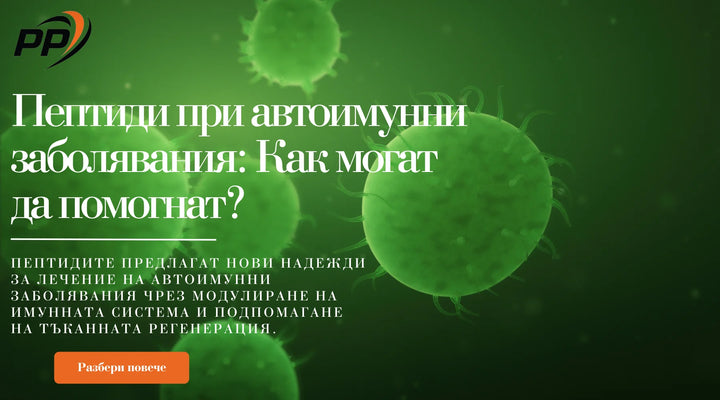 PP
Пептиди при автоимунни
заболявания: Как могат
да помогнат?
ПЕПТИДИТЕ ПРЕДЛАГАТ НОВИ НАДЕЖДИ
ЗА ЛЕЧЕНИЕ НА АВТОИМУННИ
ЗАБОЛЯВАНИЯ ЧРЕЗ МОДУЛИРАНЕ НА
ИМУННАТА СИСТЕМА И ПОДПОМАГАНЕ
НА ТЪКАННАТА РЕГЕНЕРАЦИЯ.
Разбери повече